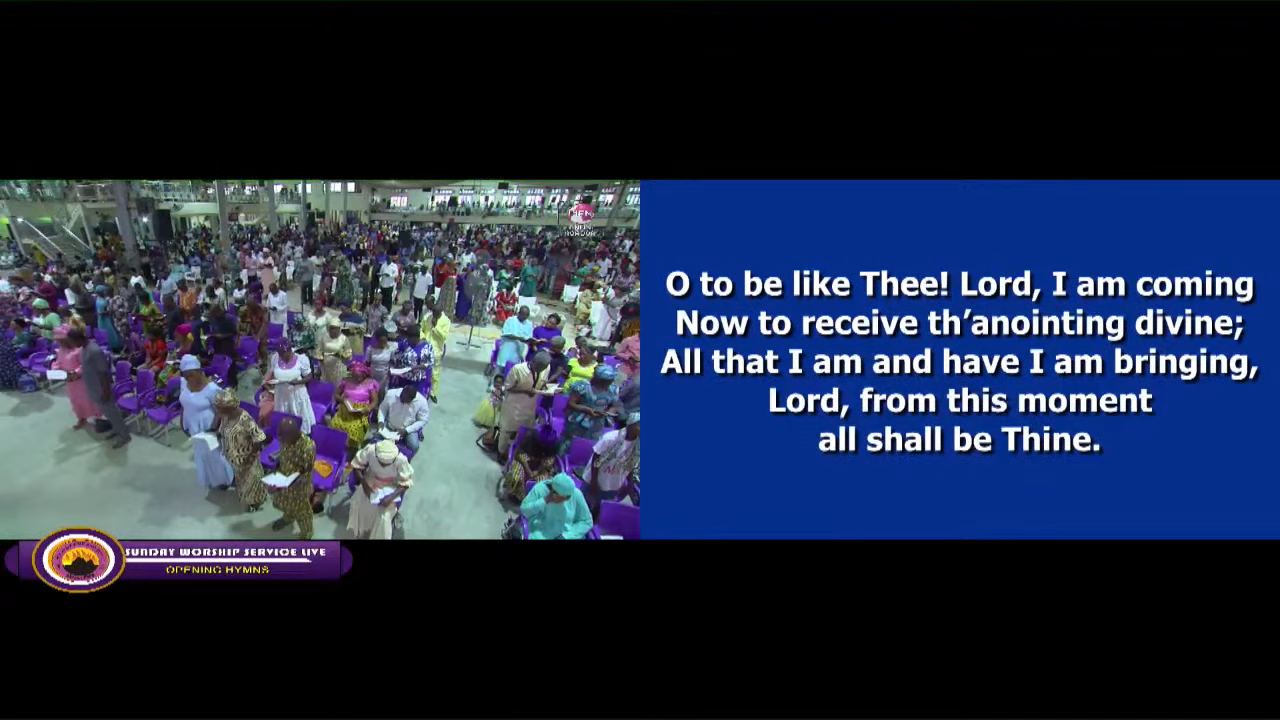 MFM
O to be like Thee! Lord, I am coming
Now to receive th’anointing divine;
All that I am and have I am bringing,
Lord, from this moment
all shall be Thine.
SUNDAY WORSHIP SERVICE LIVE
OPENING HYMNS